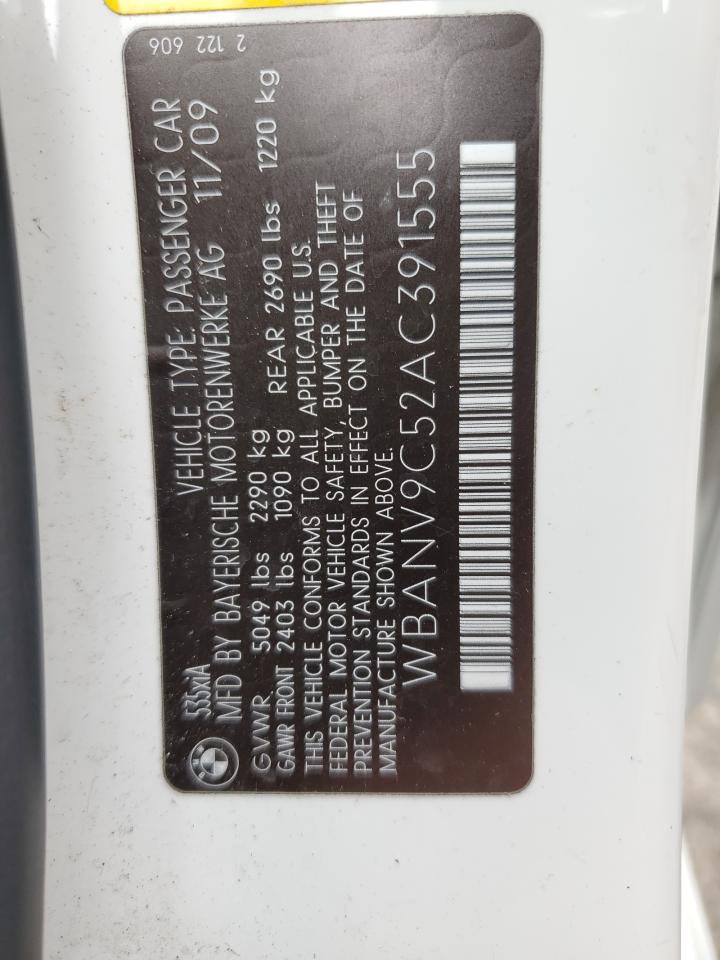 2 122 606
535xiA VEHICLE TYPE: PASSENGER CAR
MFD BY BAYERISCHE MOTORENWERKE AG 11/09
GVWR 5049 lbs 2290 kg
GAWR FRONT 2403 lbs 1090 kg REAR 2690 lbs 1220 kg
THIS VEHICLE CONFORMS TO ALL APPLICABLE U.S.
FEDERAL MOTOR VEHICLE SAFETY, BUMPER AND THEFT
PREVENTION STANDARDS IN EFFECT ON THE DATE OF
MANUFACTURE SHOWN ABOVE.
WBANV9C52AC391555